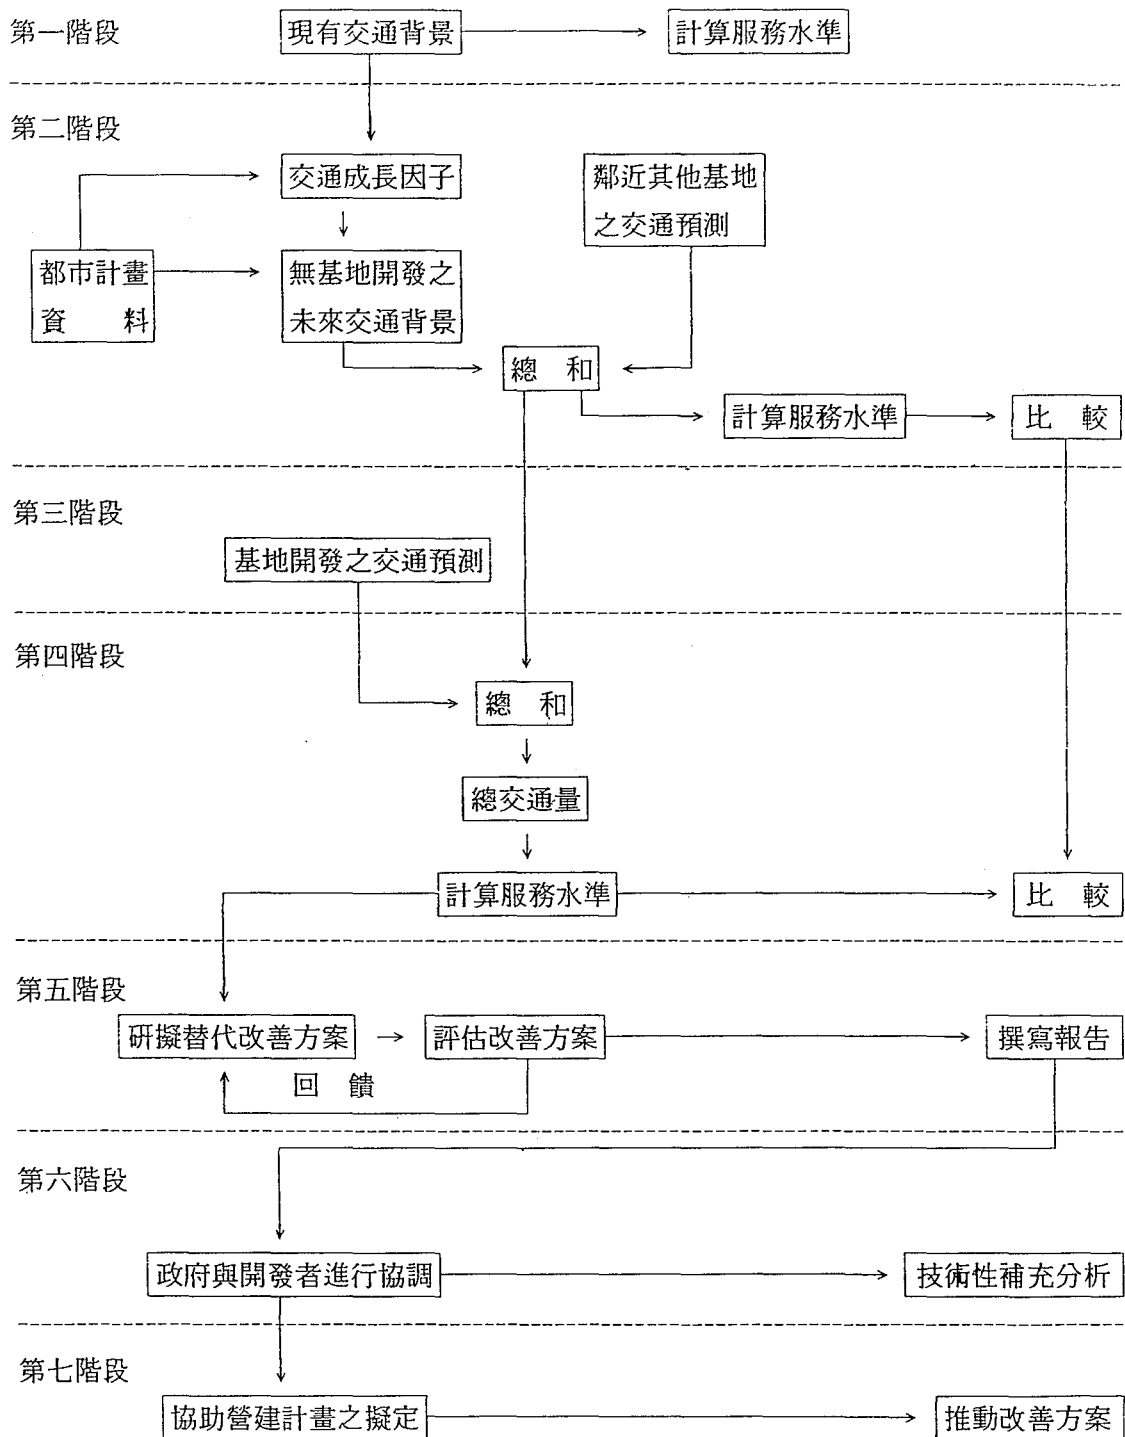 第一階段
現有交通背景
計算服務水準
第二階段
交通成長因子
鄰近其他基地
之交通預測
都市計畫
資　　料
無基地開發之
未來交通背景
總　和
計算服務水準
比　較
第三階段
基地開發之交通預測
第四階段
總　和
總交通量
計算服務水準
比　較
第五階段
研擬替代改善方案
評估改善方案
撰寫報告
回　饋
第六階段
政府與開發者進行協調
技術性補充分析
第七階段
協助營建計畫之擬定
推動改善方案